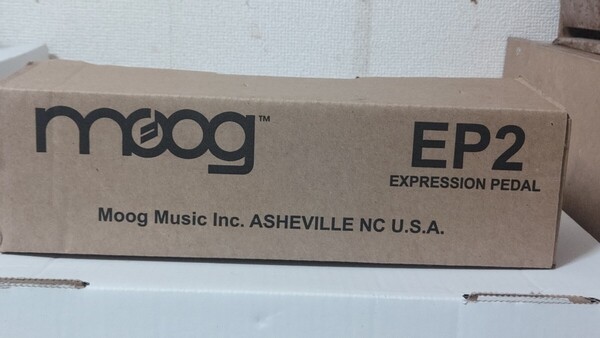 moog™
EP2
EXPRESSION PEDAL
Moog Music Inc. ASHEVILLE NC U.S.A.